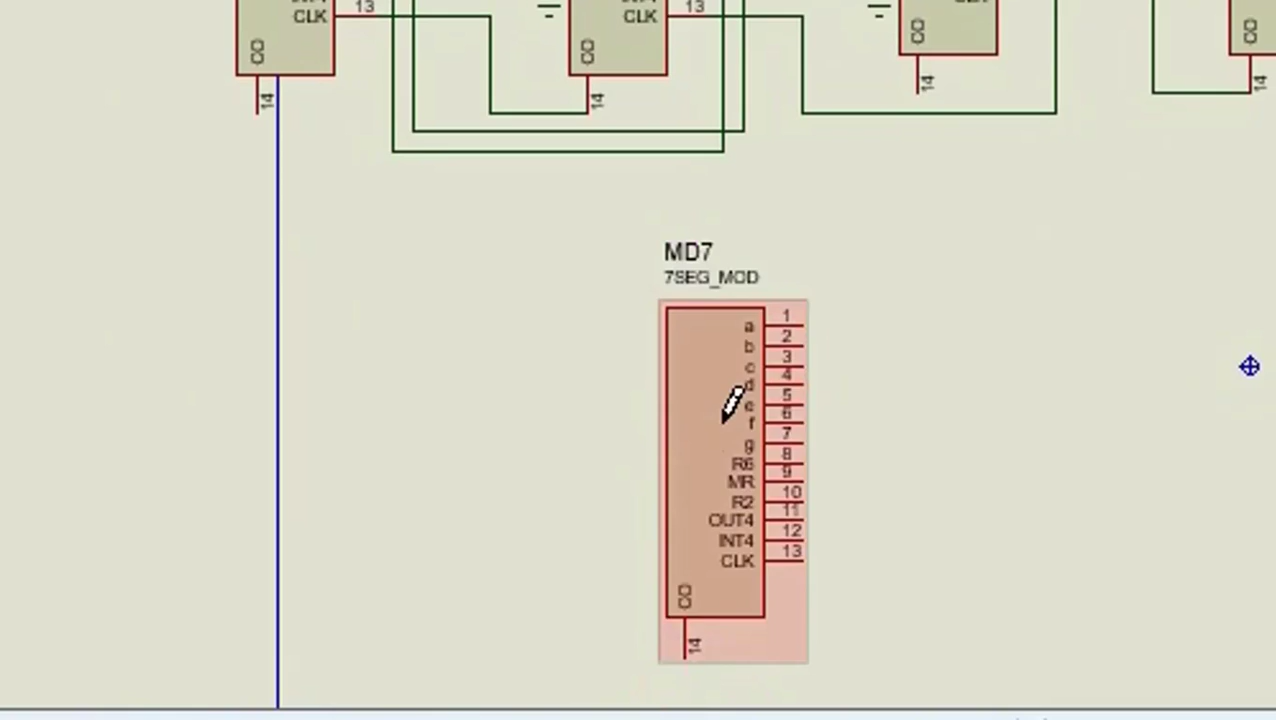 13
13
CLK
CLK
CO
CO
CO
CO
14
14
14
14
MD7
7SEG_MOD
a 1
b 2
c 3
d 4
e 5
f 6
g 7
R6 8
MR 9
R2 10
OUT4 11
INT4 12
CLK 13
CO
14